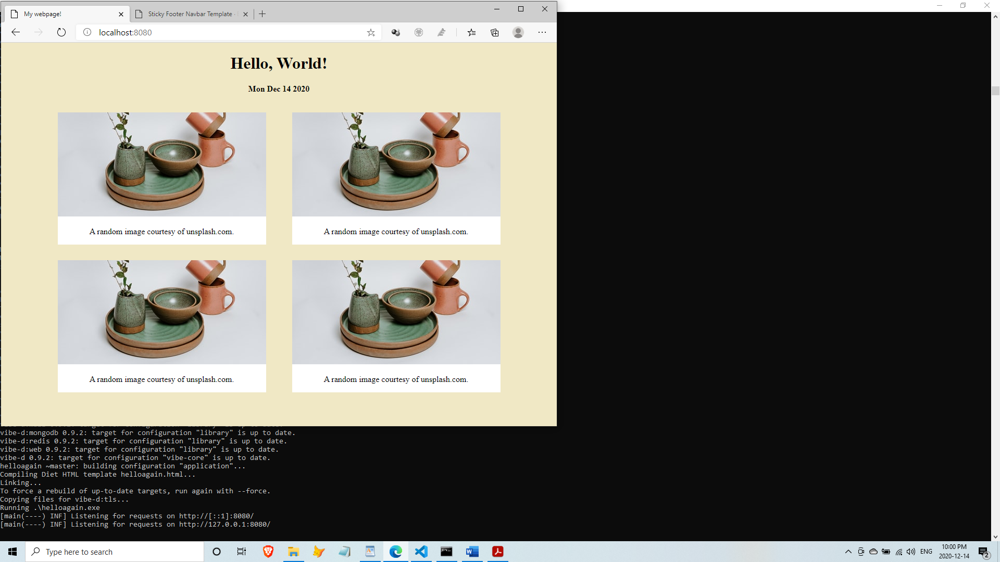 My webpage!
Sticky Footer Navbar Template ·
localhost:8080
Hello, World!
Mon Dec 14 2020
A random image courtesy of unsplash.com.
A random image courtesy of unsplash.com.
A random image courtesy of unsplash.com.
A random image courtesy of unsplash.com.
vibe-d:mongodb 0.9.2: target for configuration "library" is up to date.
vibe-d:redis 0.9.2: target for configuration "library" is up to date.
vibe-d:web 0.9.2: target for configuration "library" is up to date.
vibe-d 0.9.2: target for configuration "vibe-core" is up to date.
helloagain ~master: building configuration "application"...
Compiling Diet HTML template helloagain.html...
Linking...
To force a rebuild of up-to-date targets, run again with --force.
Copying files for vibe-d:tls...
Running .\helloagain.exe
[main(----) INF] Listening for requests on http://[::1]:8080/
[main(----) INF] Listening for requests on http://127.0.0.1:8080/
Type here to search
ENG
10:00 PM
2020-12-14
2